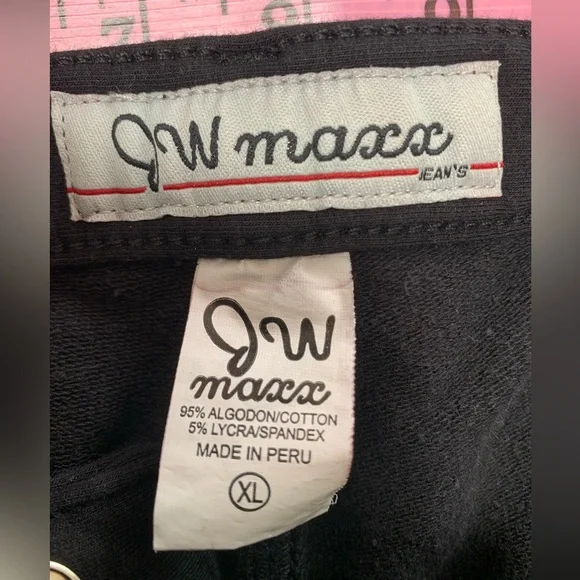 JW maxx
JEAN'S
JW
maxx
95% ALGODON/COTTON
5% LYCRA/SPANDEX
MADE IN PERU
XL